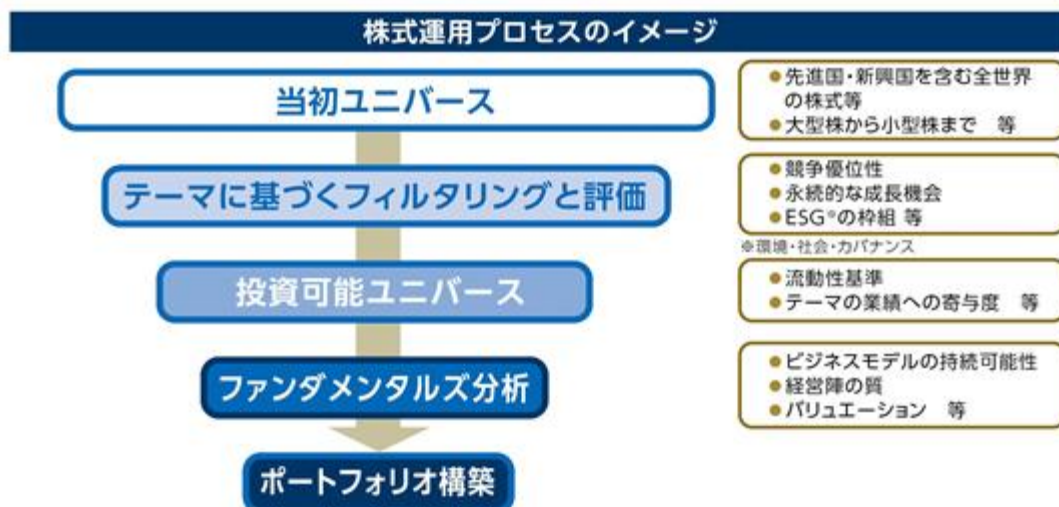 株式運用プロセスのイメージ
当初ユニバース
●先進国・新興国を含む全世界
の株式等
●大型株から小型株まで 等
テーマに基づくフィルタリングと評価
●競争優位性
●永続的な成長機会
●ESG※の枠組 等
※環境・社会・ガバナンス
投資可能ユニバース
●流動性基準
●テーマの業績への寄与度 等
ファンダメンタルズ分析
●ビジネスモデルの持続可能性
●経営陣の質
●バリュエーション 等
ポートフォリオ構築